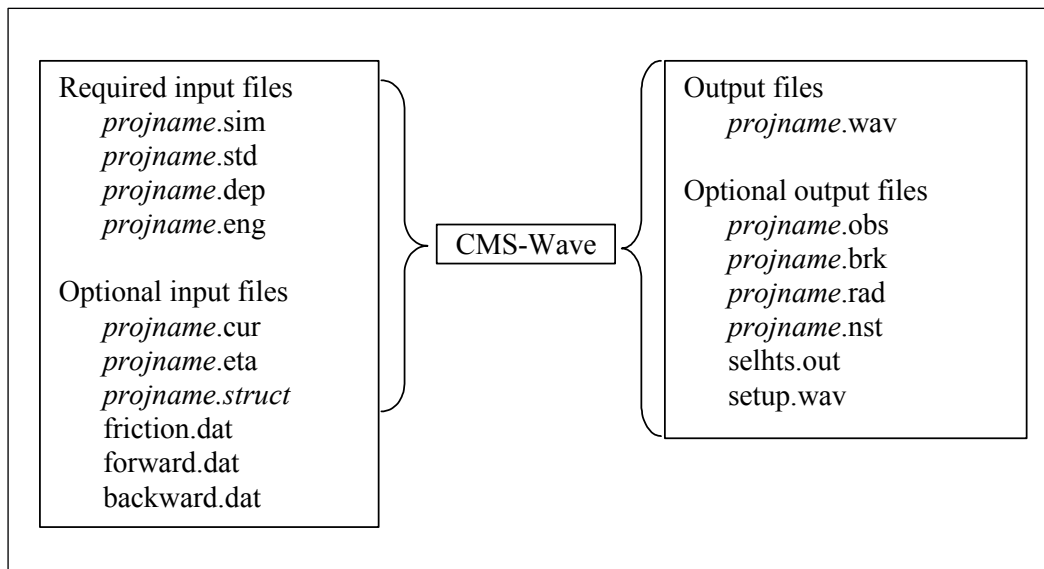 Required input files
projname.sim
projname.std
projname.dep
projname.eng
Optional input files
projname.cur
projname.eta
projname.struct
friction.dat
forward.dat
backward.dat
CMS-Wave
Output files
projname.wav
Optional output files
projname.obs
projname.brk
projname.rad
projname.nst
selhts.out
setup.wav